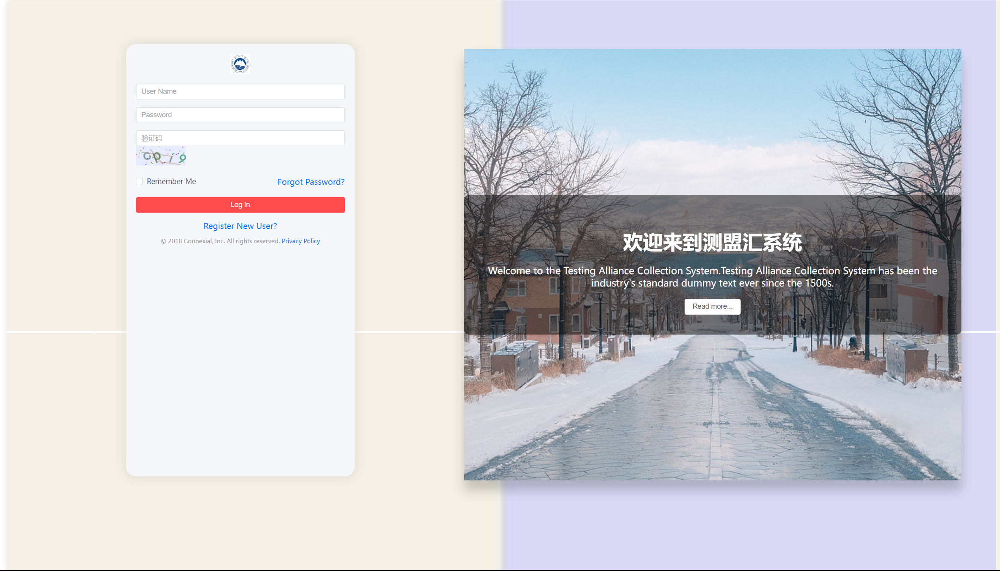 User Name
Password
验证码
Remember Me
Forgot Password?
Log In
Register New User?
© 2018 Connexial, Inc. All rights reserved. Privacy Policy
欢迎来到测盟汇系统
Welcome to the Testing Alliance Collection System.Testing Alliance Collection System has been the
industry's standard dummy text ever since the 1500s.
Read more...